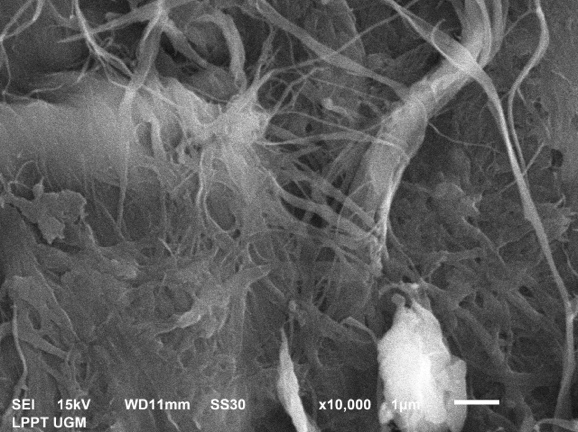 SEI 15kV WD11mm SS30 x10,000 1μm
LPPT UGM